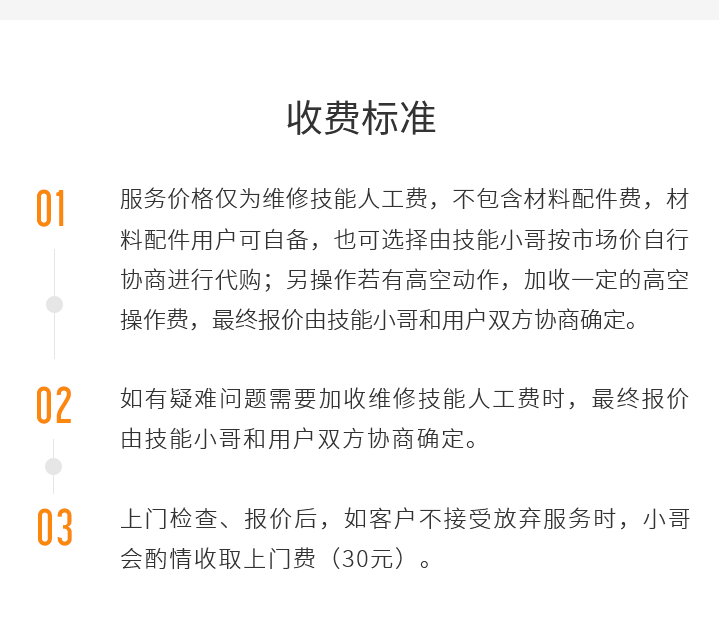 收费标准
01
服务价格仅为维修技能人工费，不包含材料配件费，材
料配件用户可自备，也可选择由技能小哥按市场价自行
协商进行代购；另操作若有高空动作，加收一定的高空
操作费，最终报价由技能小哥和用户双方协商确定。
02
如有疑难问题需要加收维修技能人工费时，最终报价
由技能小哥和用户双方协商确定。
03
上门检查、报价后，如客户不接受放弃服务时，小哥
会酌情收取上门费（30元）。